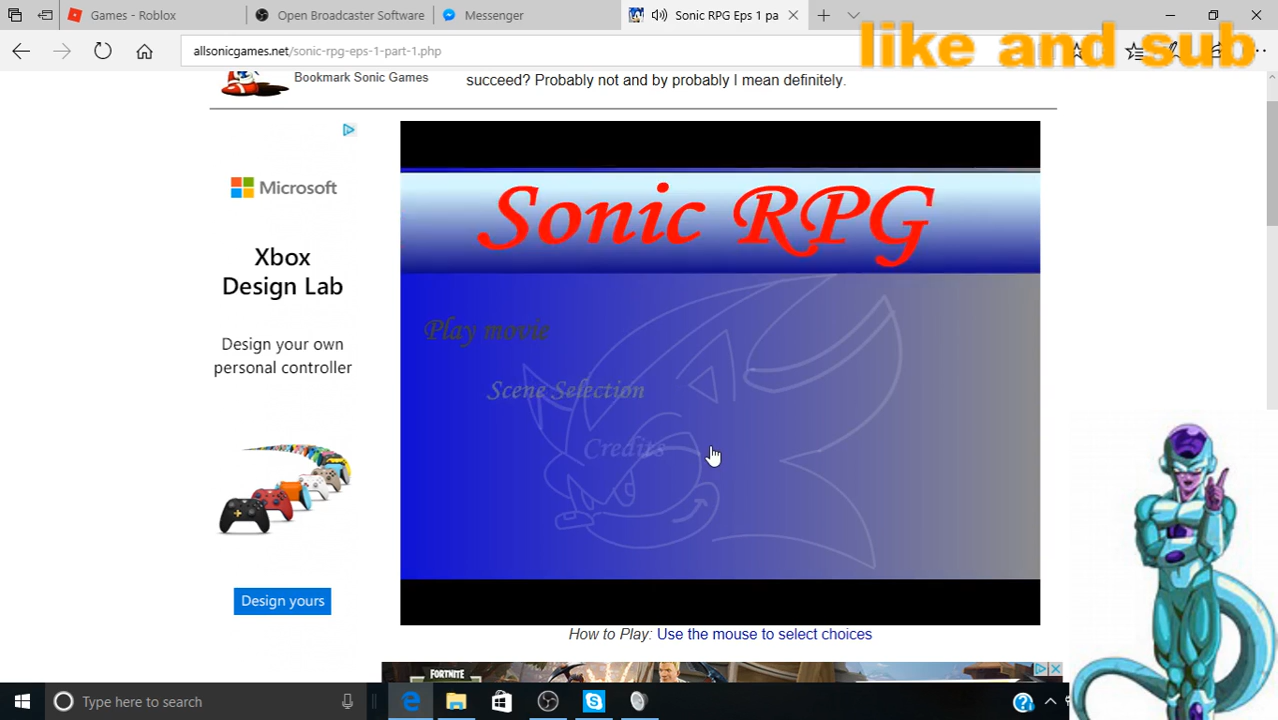 Games - Roblox
Open Broadcaster Software
Messenger
Sonic RPG Eps 1 pa
allsonicgames.net/sonic-rpg-eps-1-part-1.php
like and sub
Bookmark Sonic Games
succeed? Probably not and by probably I mean definitely.
Microsoft
Xbox
Design Lab
Design your own
personal controller
Design yours
Sonic RPG
Play movie
Scene Selection
Credits
How to Play: Use the mouse to select choices
FORTNITE
Type here to search